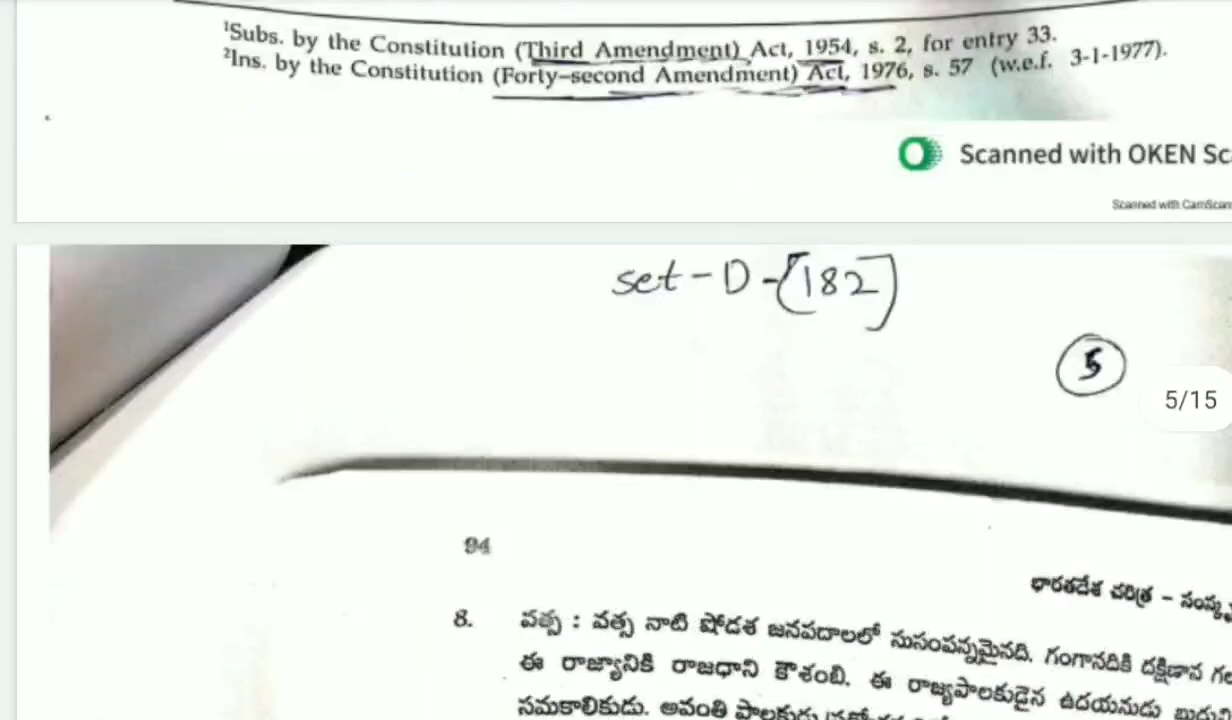 ¹Subs. by the Constitution (Third Amendment) Act, 1954, s. 2, for entry 33.
²Ins. by the Constitution (Forty-second Amendment) Act, 1976, s. 57 (w.e.f. 3-1-1977).
Scanned with OKEN Sc
Scanned with CamScan
set-D-[182]
5
5/15
94
భారతదేశ చరిత్ర -
8. వత్స : వత్స నాటి షోడశ జనపదాలలో సుసంపన్నమైనది. గంగానదికి దక్షిణాన గల
ఈ రాజ్యానికి రాజధాని కౌశంబి. ఈ రాజ్యపాలకుడైన ఉదయనుడు
సమకాలికుడు. అవంతి పాలకుడు